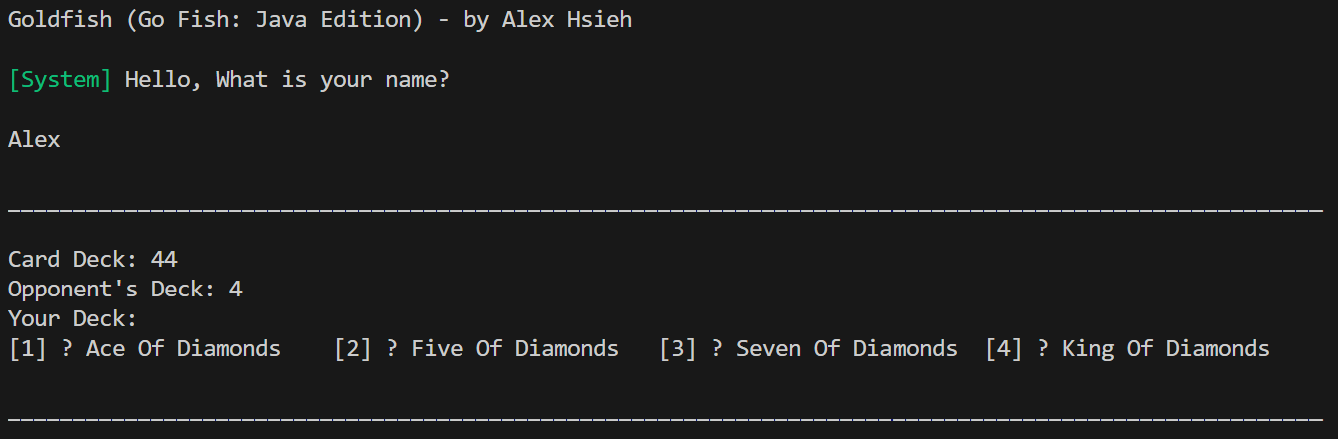 Goldfish (Go Fish: Java Edition) - by Alex Hsieh
[System] Hello, What is your name?
Alex
Card Deck: 44
Opponent's Deck: 4
Your Deck:
[1] ? Ace Of Diamonds [2] ? Five Of Diamonds [3] ? Seven Of Diamonds [4] ? King Of Diamonds